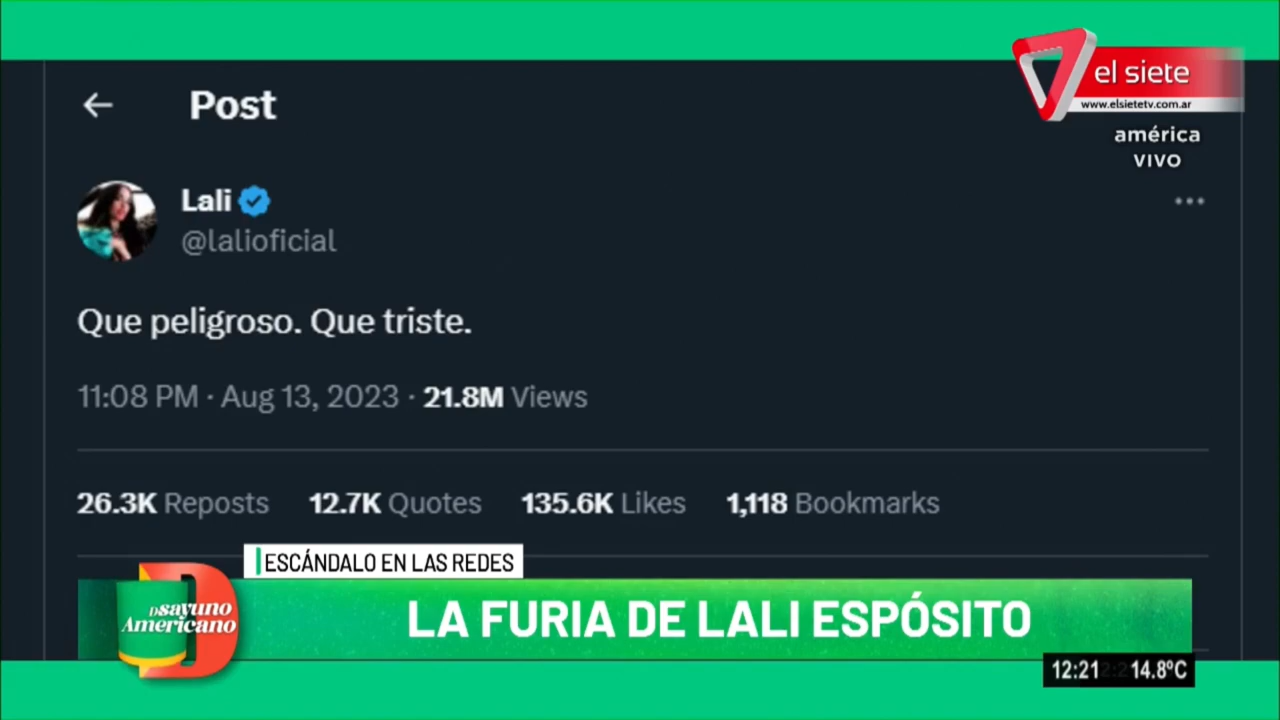 Post
el siete
www.elsietetv.com.ar
américa
VIVO
Lali
@lalioficial
Que peligroso. Que triste.
11:08 PM · Aug 13, 2023 · 21.8M Views
26.3K Reposts 12.7K Quotes 135.6K Likes 1,118 Bookmarks
ESCÁNDALO EN LAS REDES
Dsayuno
Americano
LA FURIA DE LALI ESPÓSITO
12:21 14.8ºC